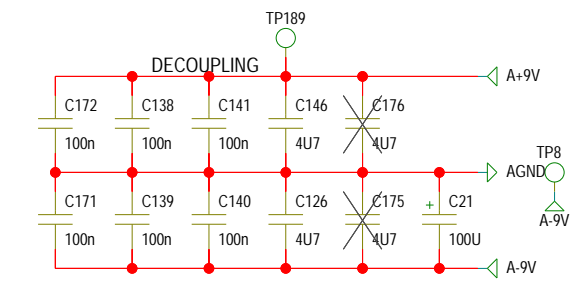 TP189
DECOUPLING
A+9V
C172
C138
C141
C146
C176
100n
100n
100n
4U7
4U7
AGND
TP8
C171
C139
C140
C126
C175
+
C21
A-9V
100n
100n
100n
4U7
4U7
100U
A-9V